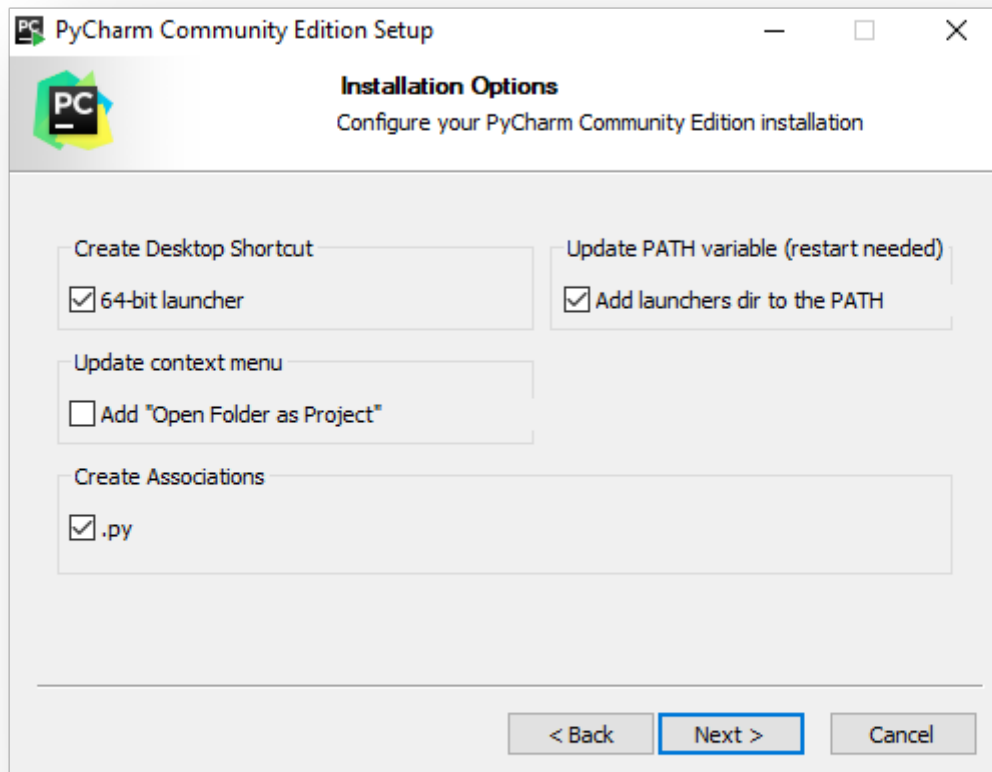 PC PyCharm Community Edition Setup
PC
Installation Options
Configure your PyCharm Community Edition installation
Create Desktop Shortcut
64-bit launcher
Update PATH variable (restart needed)
Add launchers dir to the PATH
Update context menu
Add "Open Folder as Project"
Create Associations
.py
< Back
Next >
Cancel